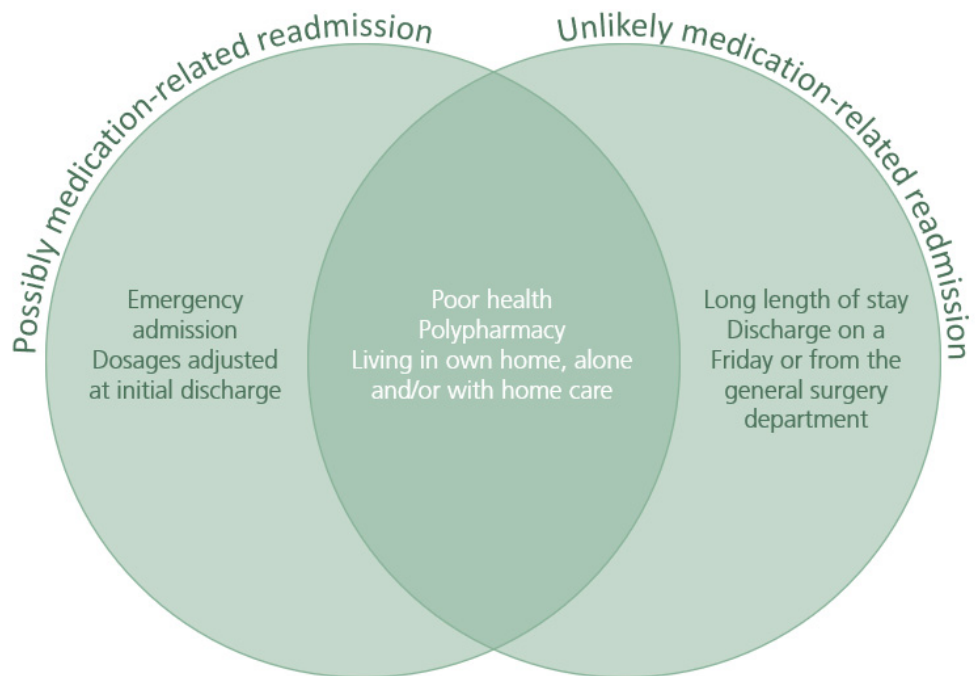 Possibly medication-related readmission
Unlikely medication-related readmission
Emergency
admission
Dosages adjusted
at initial discharge
Poor health
Polypharmacy
Living in own home, alone
and/or with home care
Long length of stay
Discharge on a
Friday or from the
general surgery
department